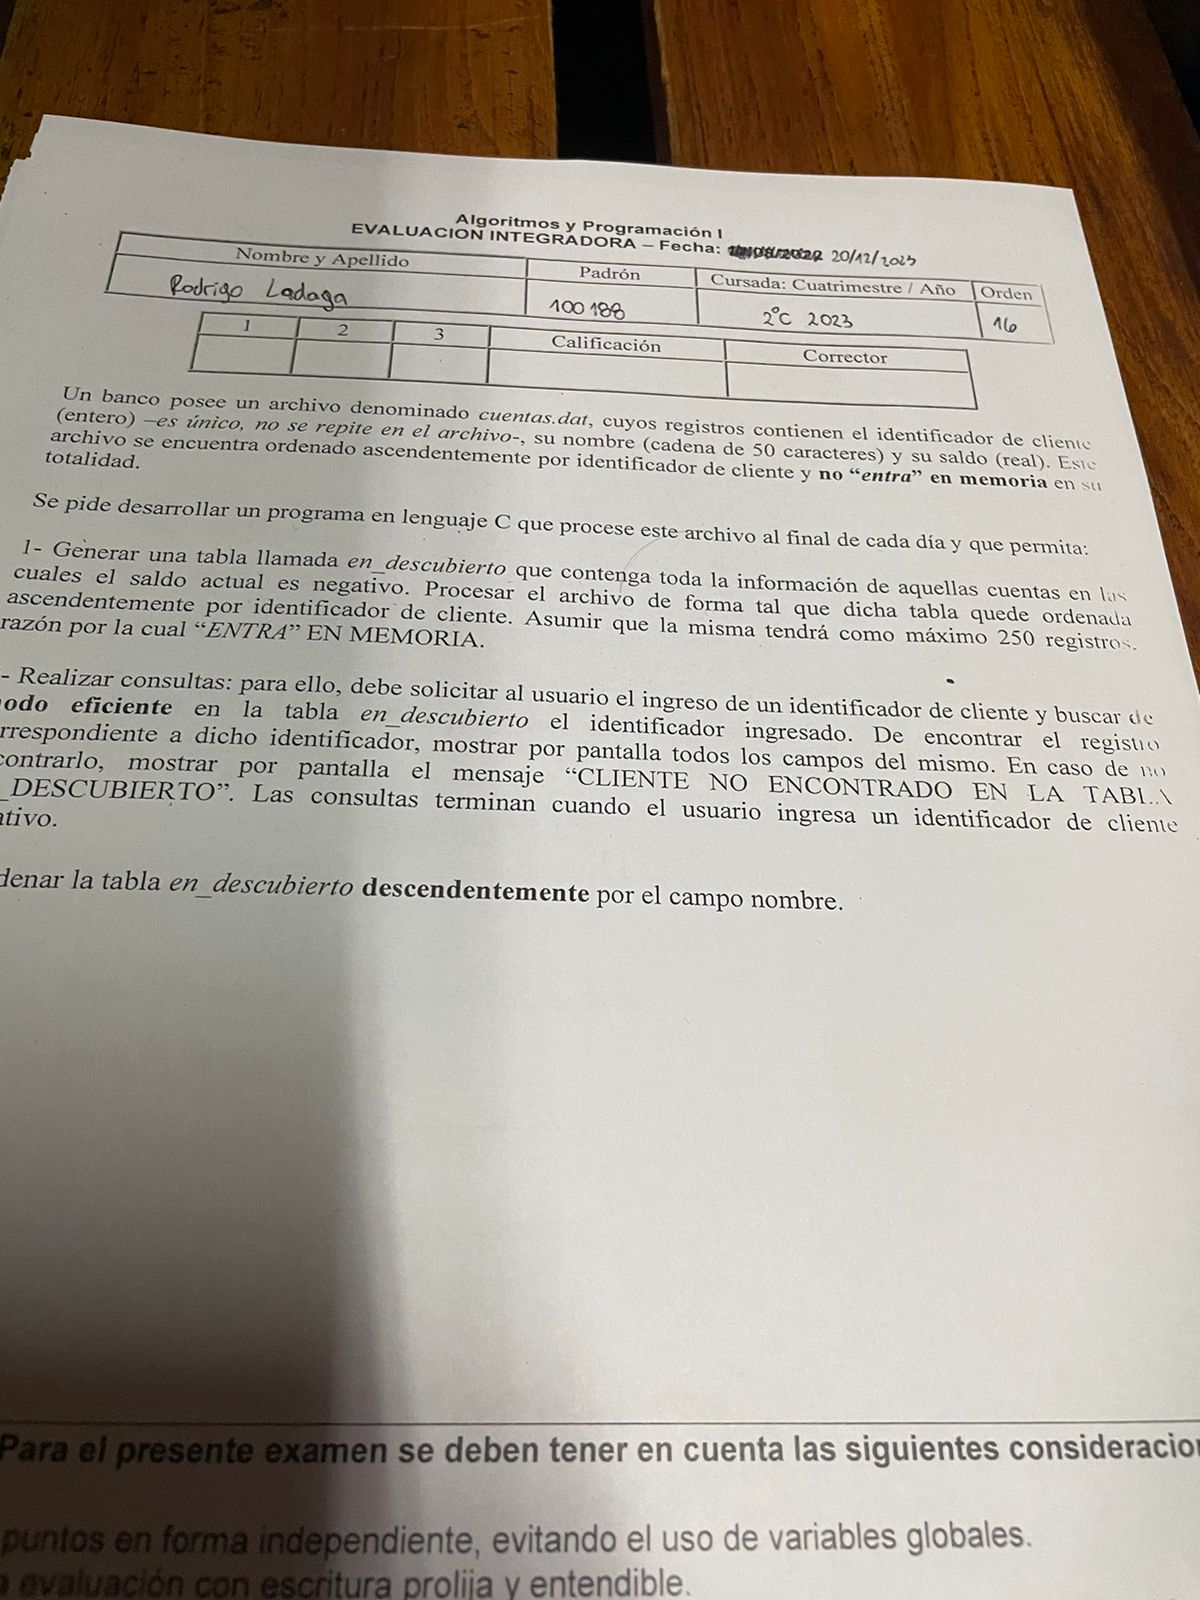 Algoritmos y Programación I
EVALUACION INTEGRADORA – Fecha: 20/12/2023
Nombre y Apellido Padrón Cursada: Cuatrimestre / Año Orden
Rodrigo Ladaga 100188 2°C 2023 16
1 2 3 Calificación Corrector
Un banco posee un archivo denominado cuentas.dat, cuyos registros contienen el identificador de cliente
(entero) –es único, no se repite en el archivo-, su nombre (cadena de 50 caracteres) y su saldo (real). Este
archivo se encuentra ordenado ascendentemente por identificador de cliente y no “entra” en memoria en su
totalidad.
Se pide desarrollar un programa en lenguaje C que procese este archivo al final de cada día y que permita:
1- Generar una tabla llamada en_descubierto que contenga toda la información de aquellas cuentas en las
cuales el saldo actual es negativo. Procesar el archivo de forma tal que dicha tabla quede ordenada
ascendentemente por identificador de cliente. Asumir que la misma tendrá como máximo 250 registros.
razón por la cual “ENTRA” EN MEMORIA.
- Realizar consultas: para ello, debe solicitar al usuario el ingreso de un identificador de cliente y buscar de
odo eficiente en la tabla en_descubierto el identificador ingresado. De encontrar el registro
rrespondiente a dicho identificador, mostrar por pantalla todos los campos del mismo. En caso de no
contrarlo, mostrar por pantalla el mensaje “CLIENTE NO ENCONTRADO EN LA TABLA
_DESCUBIERTO”. Las consultas terminan cuando el usuario ingresa un identificador de cliente
ativo.
denar la tabla en_descubierto descendentemente por el campo nombre.
Para el presente examen se deben tener en cuenta las siguientes consideracion
puntos en forma independiente, evitando el uso de variables globales.
a evaluación con escritura prolija y entendible.